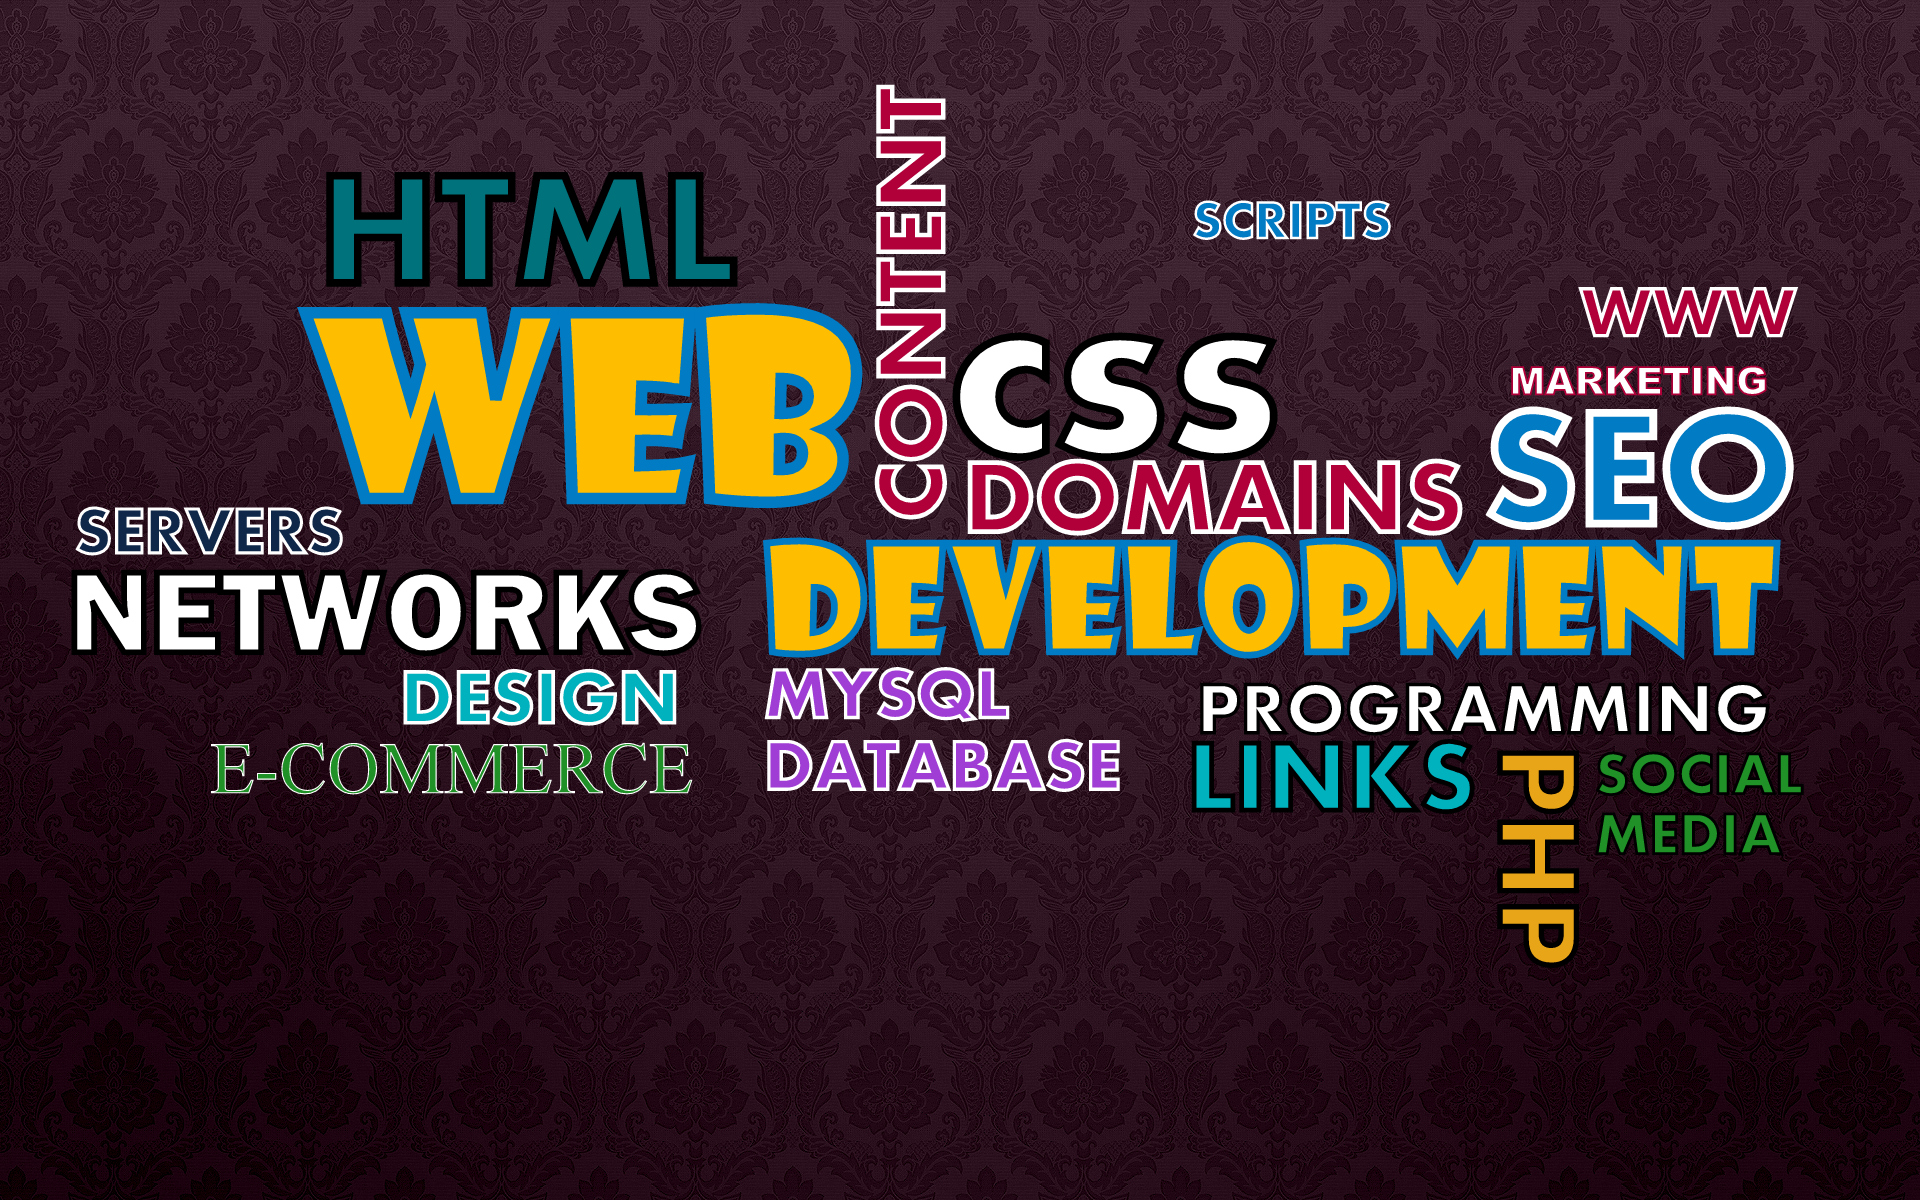 CONTENT
HTML
SCRIPTS
WWW
WEB
CSS
MARKETING
SEO
DOMAINS
SERVERS
DEVELOPMENT
NETWORKS
DESIGN
MYSQL
PROGRAMMING
E-COMMERCE
DATABASE
LINKS
PHP
SOCIAL
MEDIA